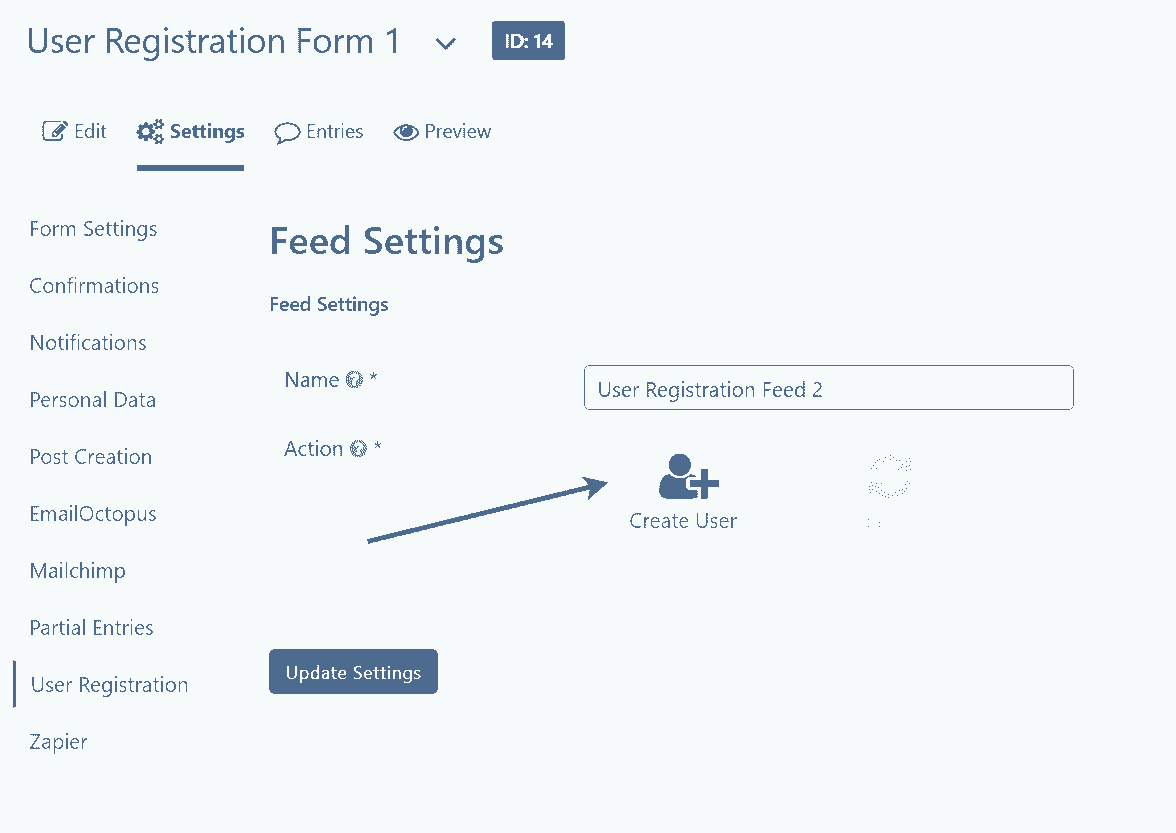 User Registration Form 1
ID: 14
Edit
Settings
Entries
Preview
Form Settings
Confirmations
Notifications
Personal Data
Post Creation
EmailOctopus
Mailchimp
Partial Entries
User Registration
Zapier
Feed Settings
Feed Settings
Name *
User Registration Feed 2
Action *
Create User
Update Settings